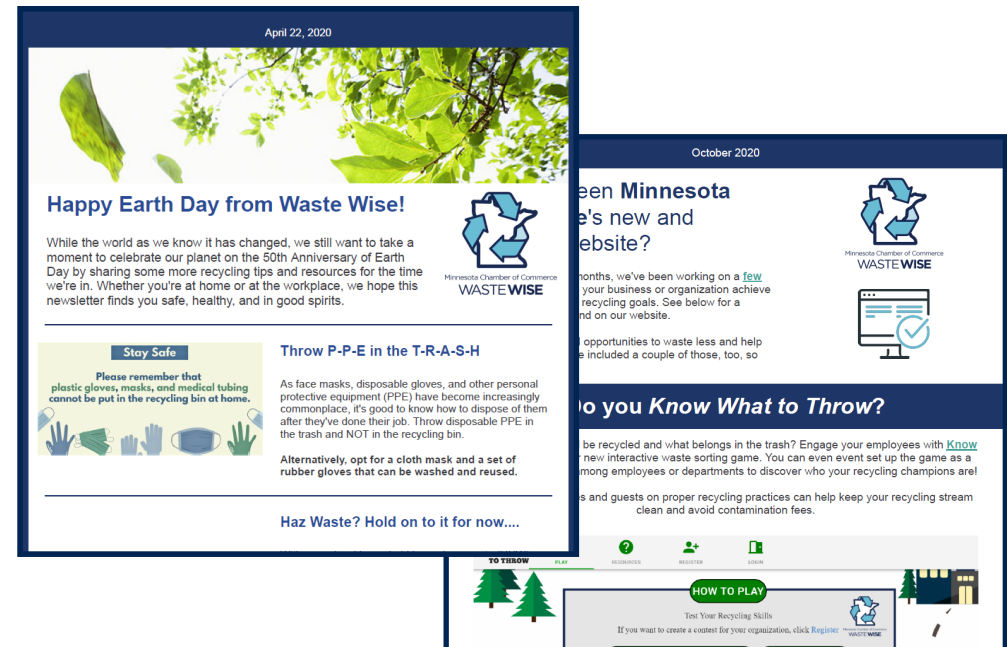 April 22, 2020
Happy Earth Day from Waste Wise!
While the world as we know it has changed, we still want to take a
moment to celebrate our planet on the 50th Anniversary of Earth
Day by sharing some more recycling tips and resources for the time
we're in. Whether you're at home or at the workplace, we hope this
newsletter finds you safe, healthy, and in good spirits.
Minnesota Chamber of Commerce
WASTEWISE
Stay Safe
Please remember that
plastic gloves, masks, and medical tubing
cannot be put in the recycling bin at home.
Throw P-P-E in the T-R-A-S-H
As face masks, disposable gloves, and other personal
protective equipment (PPE) have become increasingly
commonplace, it's good to know how to dispose of them
after they've done their job. Throw disposable PPE in
the trash and NOT in the recycling bin.
Alternatively, opt for a cloth mask and a set of
rubber gloves that can be washed and reused.
Haz Waste? Hold on to it for now....
October 2020
een Minnesota
e's new and
ebsite?
Minnesota Chamber of Commerce
WASTEWISE
onths, we've been working on a few
your business or organization achieve
recycling goals. See below for a
nd on our website.
opportunities to waste less and help
e included a couple of those, too, so
o you Know What to Throw?
be recycled and what belongs in the trash? Engage your employees with Know
new interactive waste sorting game. You can even event set up the game as a
mong employees or departments to discover who your recycling champions are!
es and guests on proper recycling practices can help keep your recycling stream
clean and avoid contamination fees.
TO THROW
PLAY
RESOURCES
REGISTER
LOGIN
HOW TO PLAY
Test Your Recycling Skills
If you want to create a contest for your organization, click Register
Minnesota Chamber of Commerce
WASTEWISE